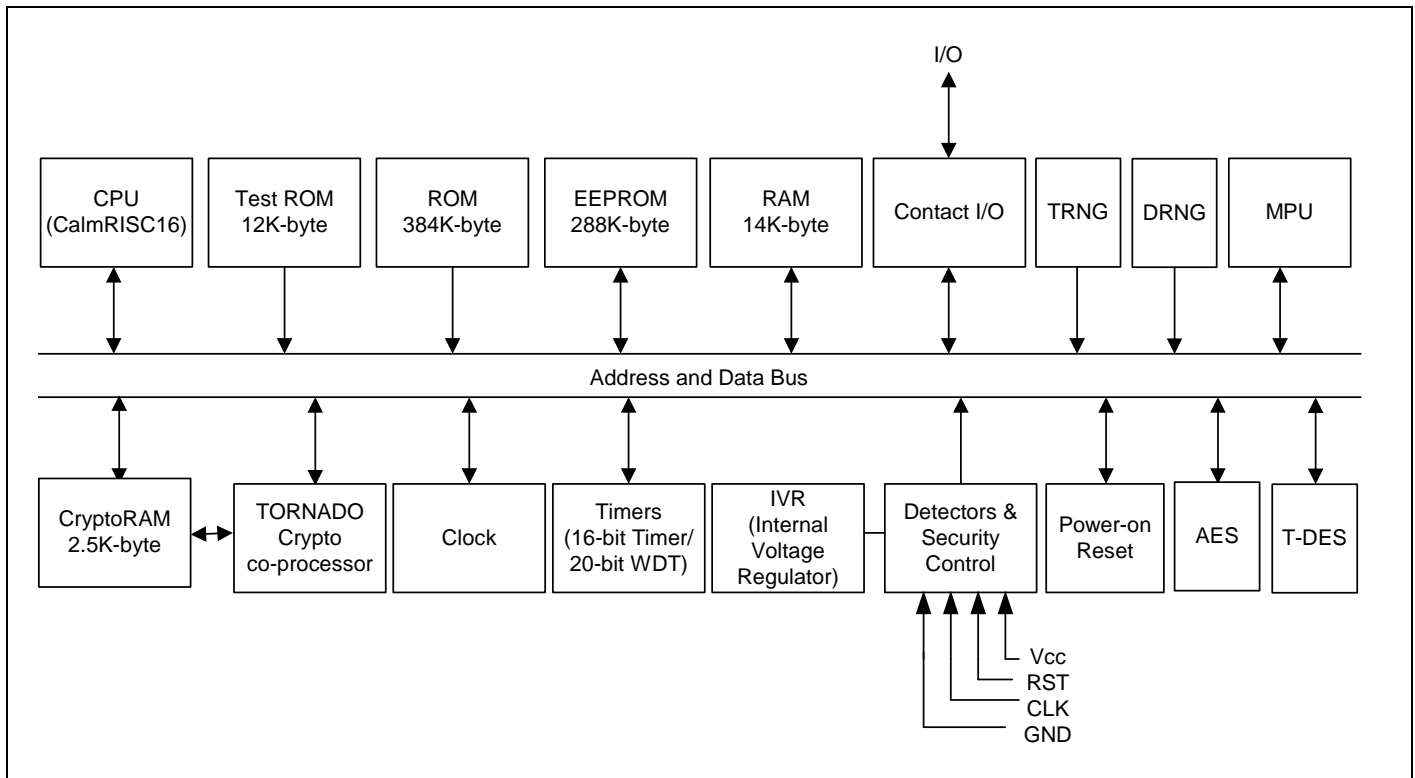 I/O
CPU
(CalmRISC16)
Test ROM
12K-byte
ROM
384K-byte
EEPROM
288K-byte
RAM
14K-byte
Contact I/O
TRNG
DRNG
MPU
Address and Data Bus
CryptoRAM
2.5K-byte
TORNADO
Crypto
co-processor
Clock
Timers
(16-bit Timer/
20-bit WDT)
IVR
(Internal
Voltage
Regulator)
Detectors &
Security
Control
Power-on
Reset
AES
T-DES
Vcc
RST
CLK
GND